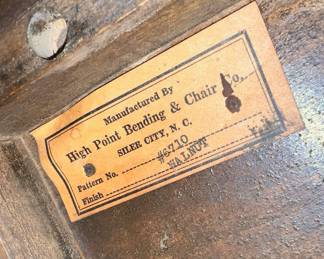 Manufactured By
High Point Bending & Chair Co.,
SILER CITY, N. C.
Pattern No. #6710
Finish WALNUT